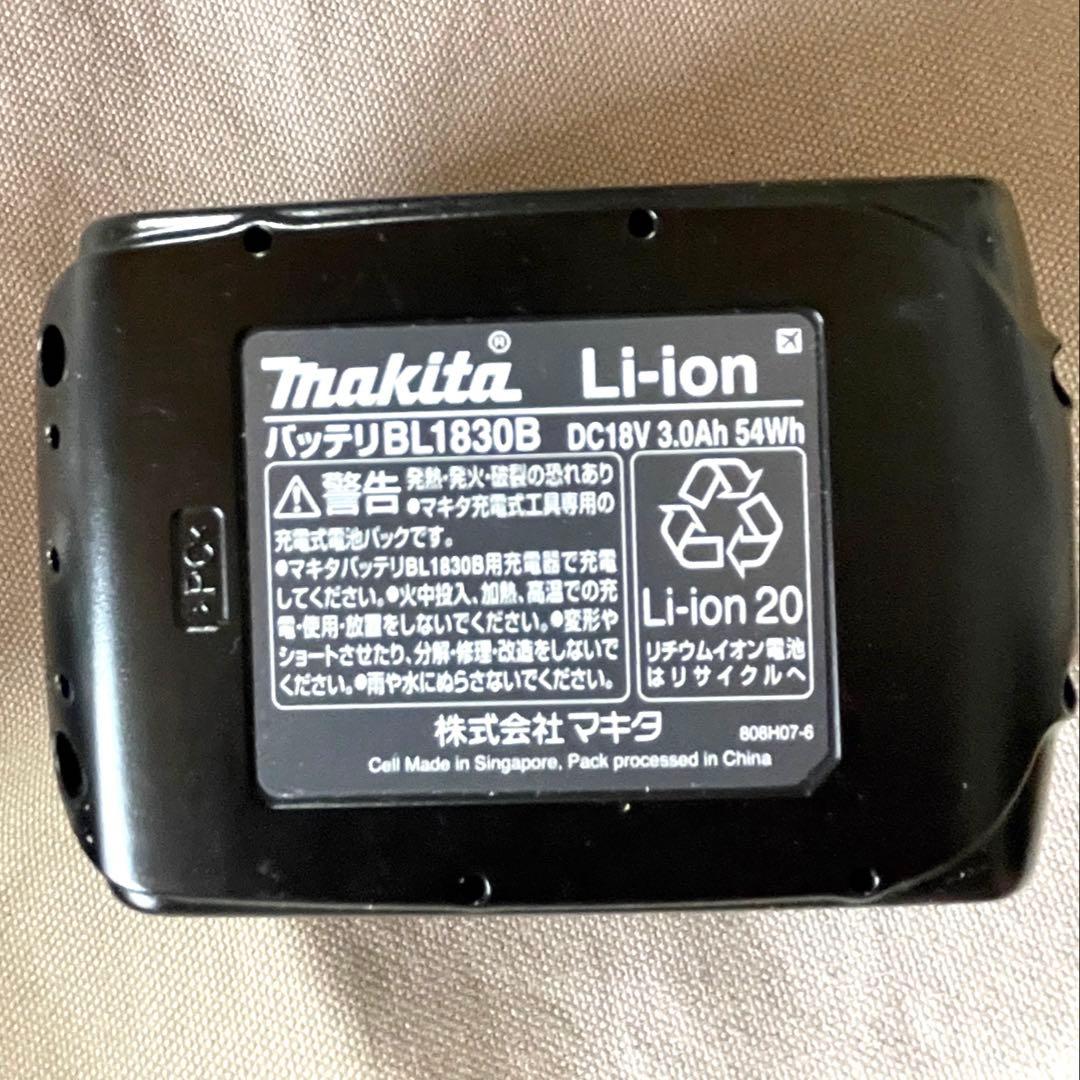 makita®
Li-ion
バッテリBL1830B DC18V 3.0Ah 54Wh
警告 発熱・発火・破裂の恐れあり
●マキタ充電式工具専用の
充電式電池パックです。
●マキタバッテリBL1830B用充電器で充電
してください。●火中投入、加熱、高温での充
電・使用・放置をしないでください。●変形や
ショートさせたり、分解・修理・改造をしないで
ください。●雨や水にぬらさないでください。
Li-ion 20
リチウムイオン電池
はリサイクルへ
株式会社マキタ
808H07-6
Cell Made in Singapore, Pack processed in China